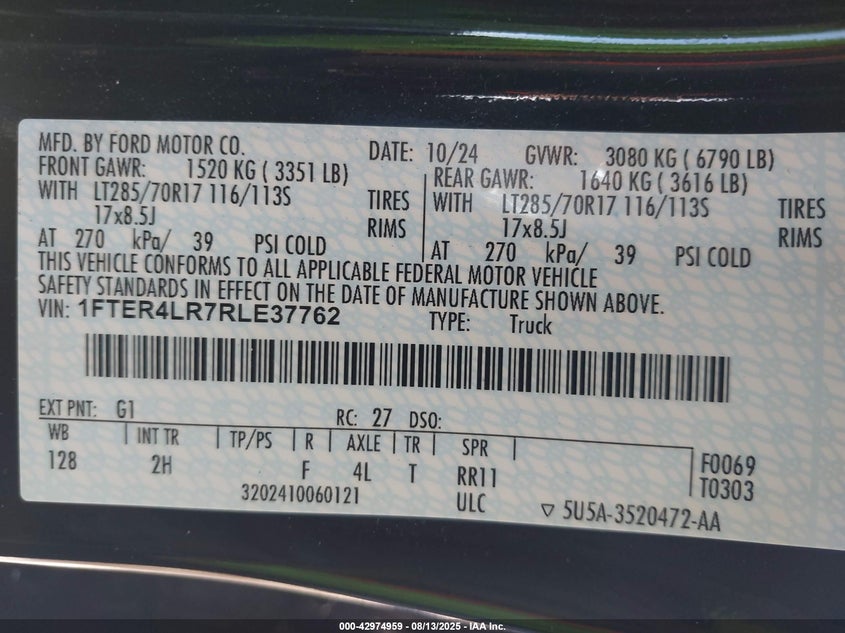 MFD. BY FORD MOTOR CO. DATE: 10/24 GVWR: 3080 KG ( 6790 LB)
FRONT GAWR: 1520 KG ( 3351 LB) REAR GAWR: 1640 KG ( 3616 LB)
WITH LT285/70R17 116/113S TIRES WITH LT285/70R17 116/113S TIRES
17x8.5J RIMS 17x8.5J RIMS
AT 270 kPa/ 39 PSI COLD AT 270 kPa/ 39 PSI COLD
THIS VEHICLE CONFORMS TO ALL APPLICABLE FEDERAL MOTOR VEHICLE
SAFETY STANDARDS IN EFFECT ON THE DATE OF MANUFACTURE SHOWN ABOVE.
VIN: 1FTER4LR7RLE37762 TYPE: Truck
EXT PNT: G1 RC: 27 DSO:
WB INT TR TP/PS R AXLE TR SPR
128 2H F 4L T RR11 F0069
3202410060121 ULC T0303
▽ 5U5A-3520472-AA
000-42974959 - 08/13/2025 - IAA Inc.